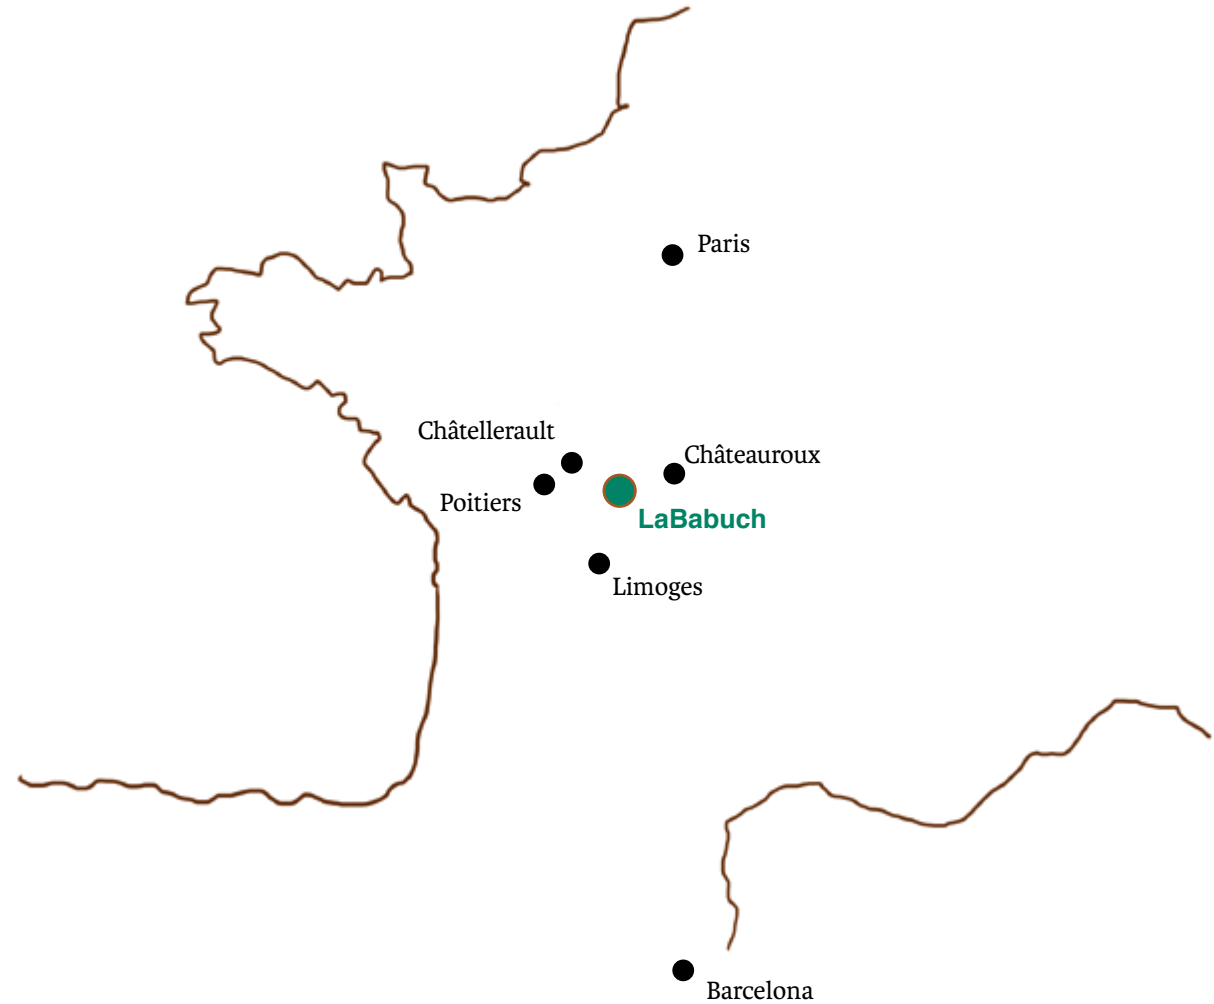 Paris
Châtellerault
Châteauroux
Poitiers
LaBabuch
Limoges
Barcelona